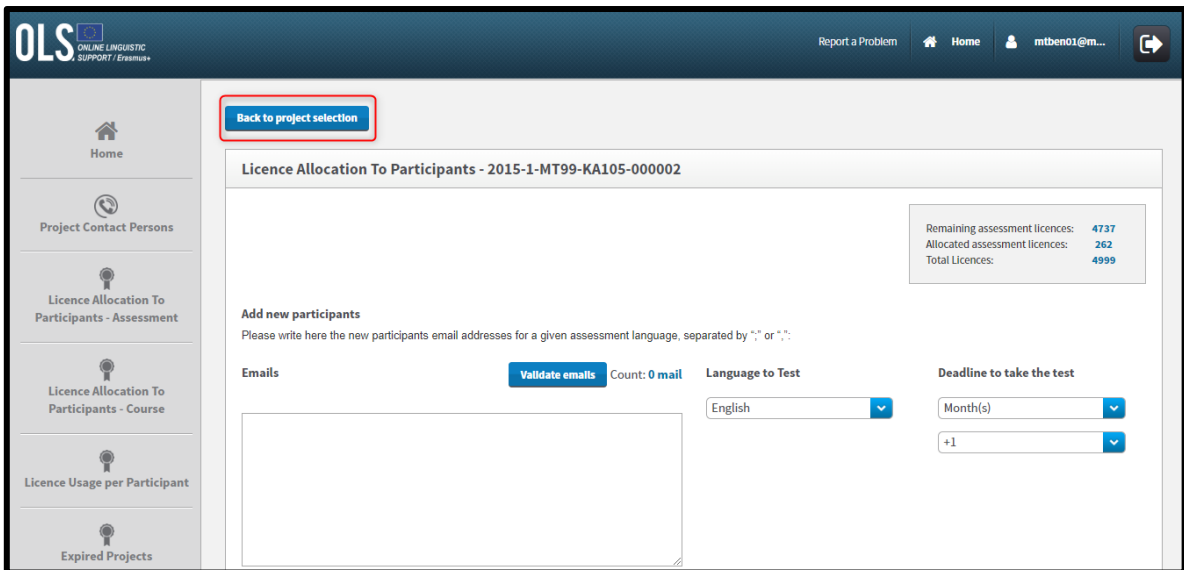 OLS ONLINE LINGUISTIC
SUPPORT / Erasmus+
Report a Problem Home mtben01@m...
Home
Project Contact Persons
Licence Allocation To
Participants - Assessment
Licence Allocation To
Participants - Course
Licence Usage per Participant
Expired Projects
Back to project selection
Licence Allocation To Participants - 2015-1-MT99-KA105-000002
Remaining assessment licences: 4737
Allocated assessment licences: 262
Total Licences: 4999
Add new participants
Please write here the new participants email addresses for a given assessment language, separated by ";" or ",":
Emails Validate emails Count: 0 mail Language to Test Deadline to take the test
English Month(s)
+1